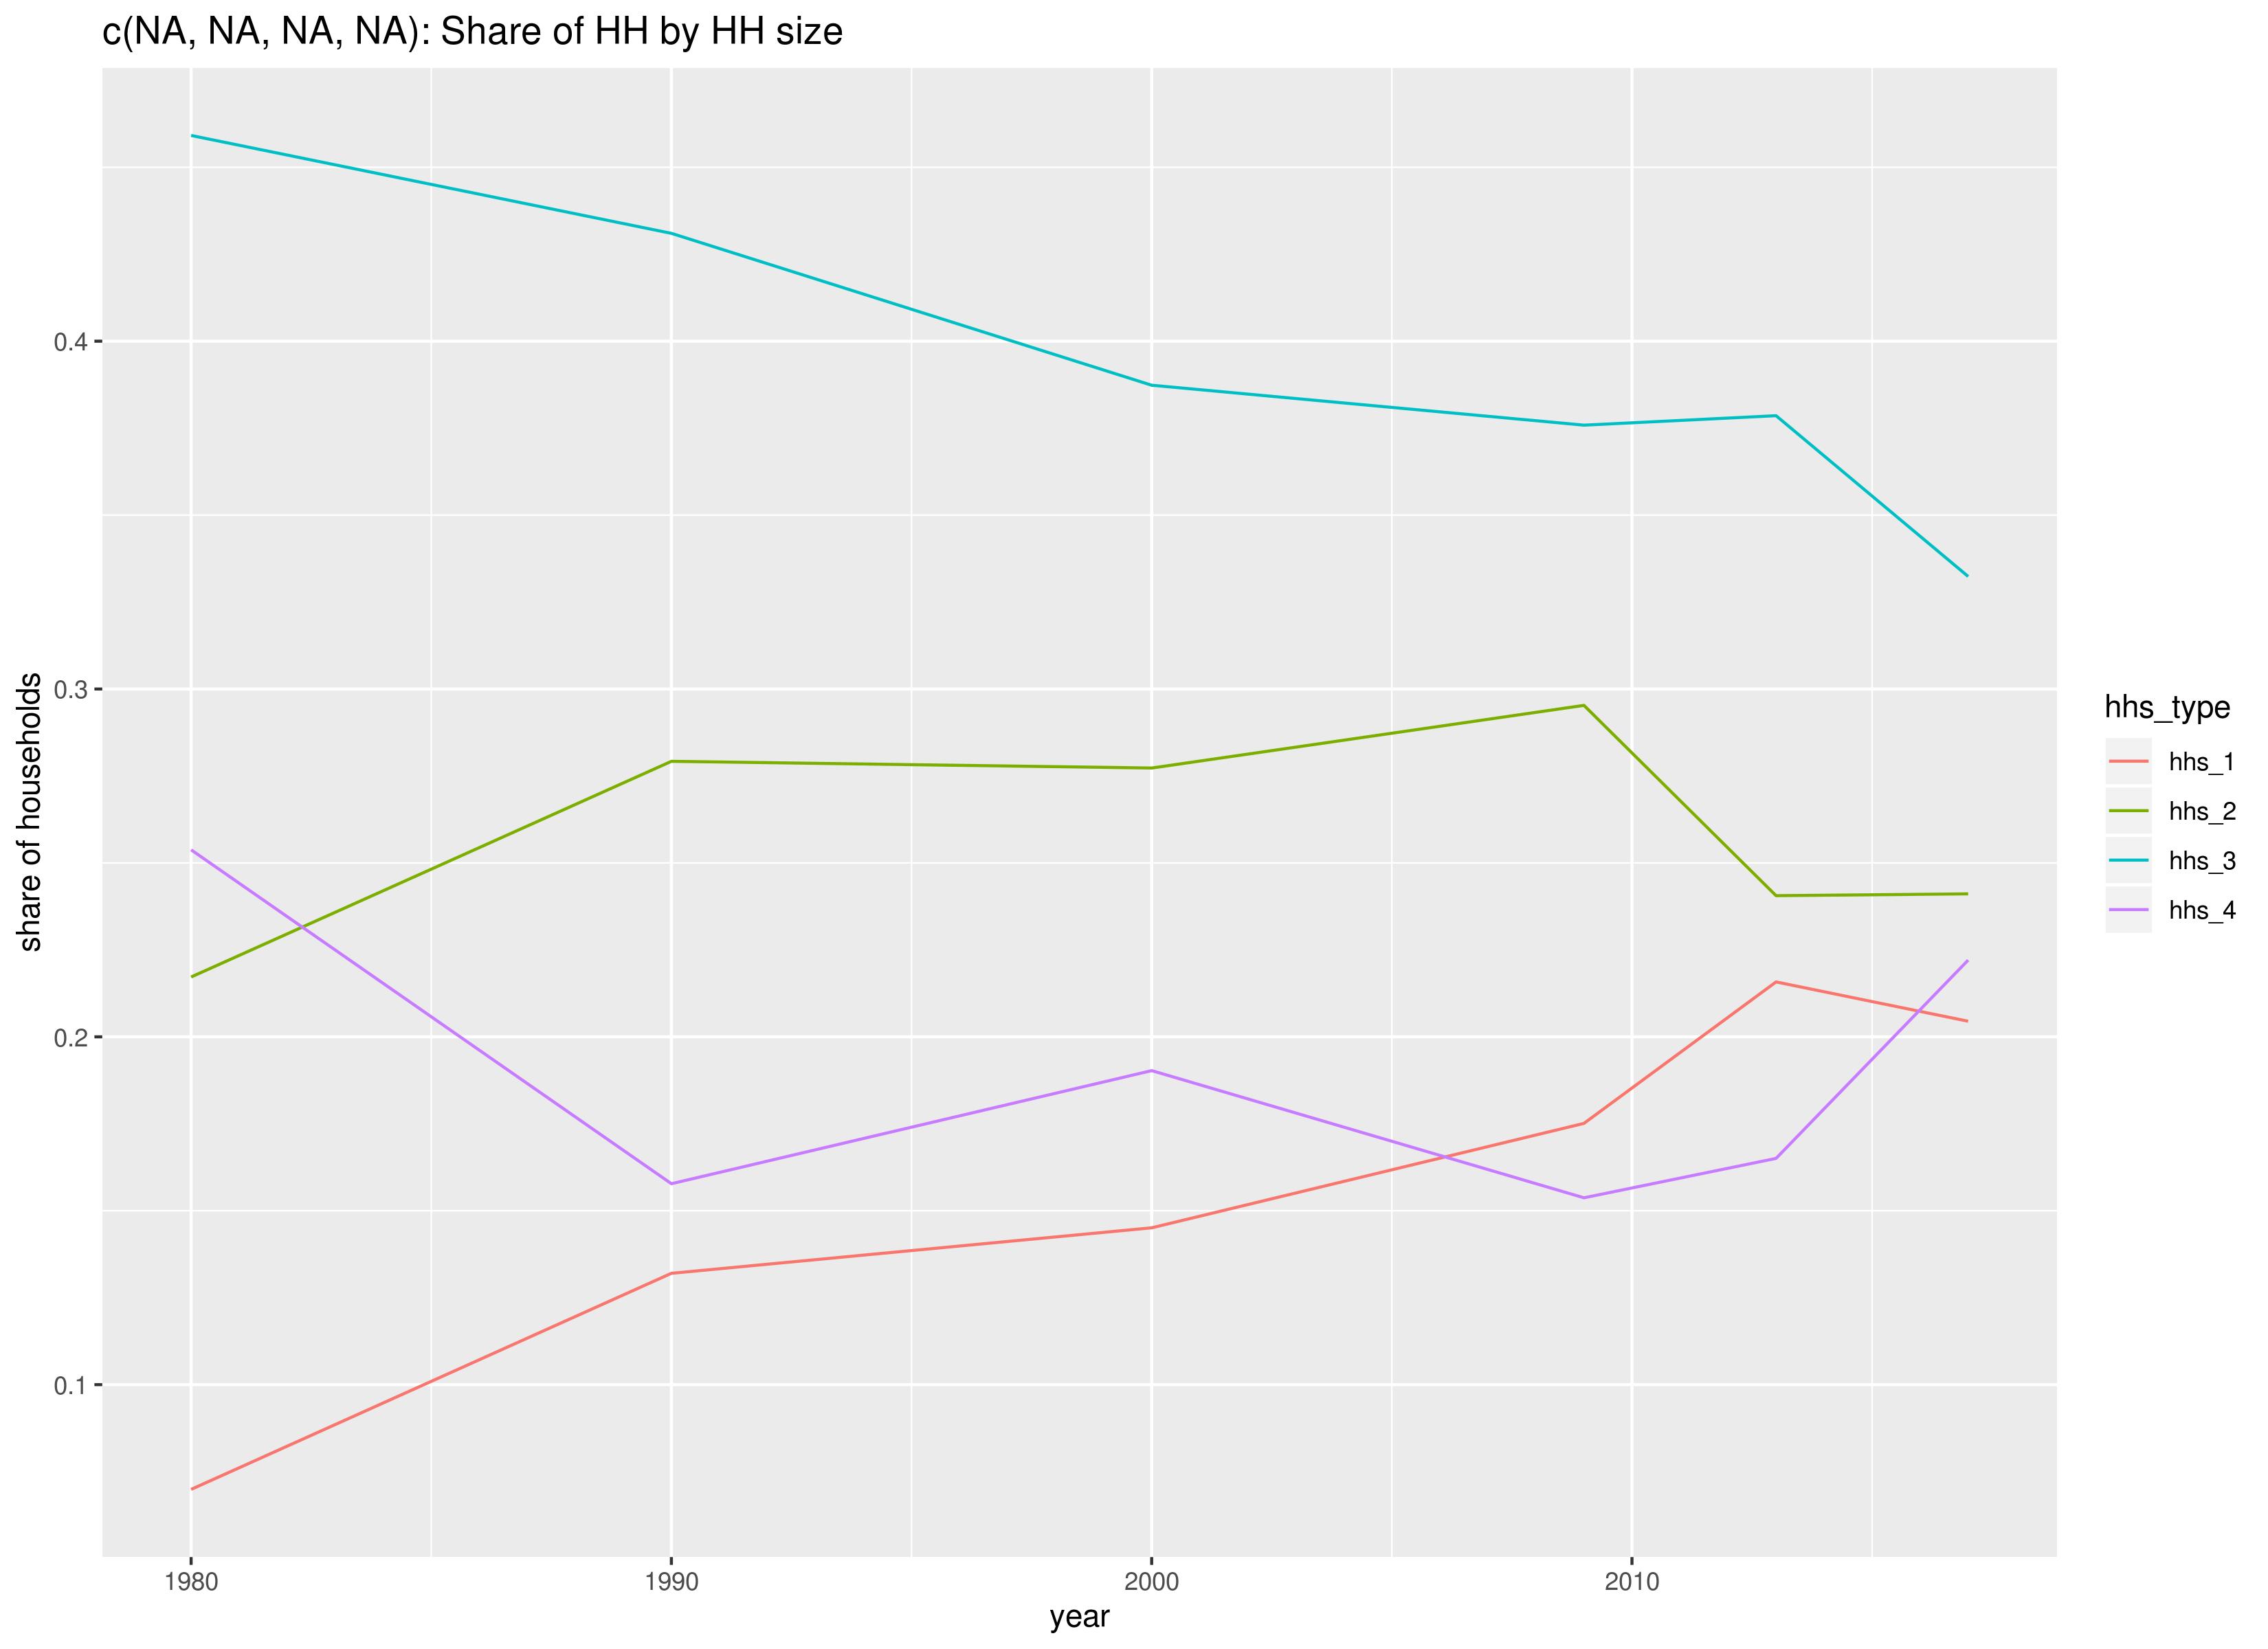 c(NA, NA, NA, NA): Share of HH by HH size
share of households
0.4
0.3
0.2
0.1
1980
1990
2000
2010
year
hhs_type
hhs_1
hhs_2
hhs_3
hhs_4